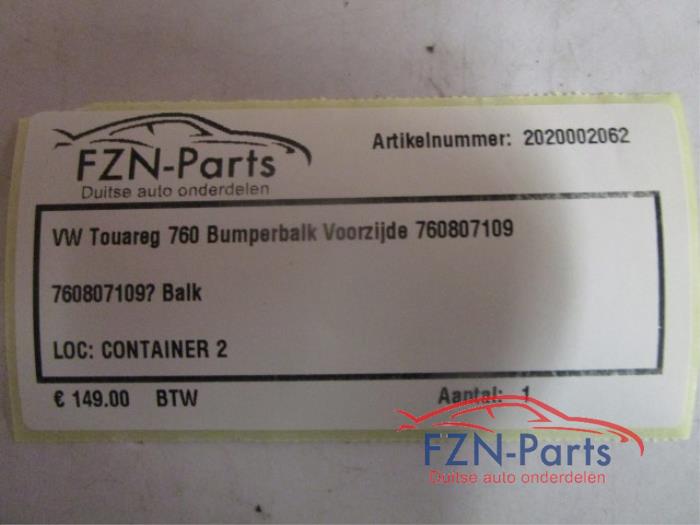 FZN-Parts
Duitse auto onderdelen
Artikelnummer: 2020002062
VW Touareg 760 Bumperbalk Voorzijde 760807109
760807109? Balk
LOC: CONTAINER 2
€ 149.00 BTW
Aantal: 1
FZN-Parts
Duitse auto onderdelen